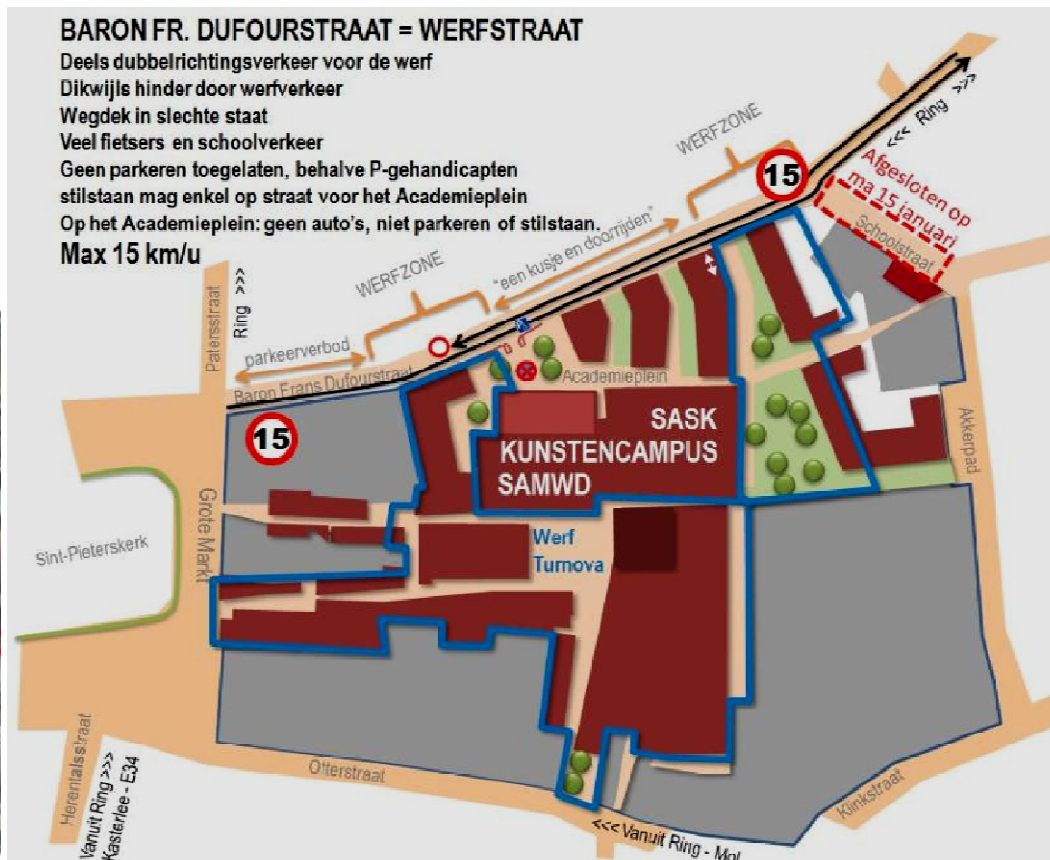 BARON FR. DUFOURSTRAAT = WERFSTRAAT
Deels dubbelrichtingsverkeer voor de werf
Dikwijls hinder door werfverkeer
Wegdek in slechte staat
Veel fietsers en schoolverkeer
Geen parkeren toegelaten, behalve P-gehandicapten
stilstaan mag enkel op straat voor het Academieplein
Op het Academieplein: geen auto's, niet parkeren of stilstaan.
Max 15 km/u
<<< Ring >>>
WERFZONE
15
Afgesloten op
ma 15 januari
Schoolstraat
"een kusje en doorrijden"
WERFZONE
Patersstraat
Ring >>>
parkeerverbod
Baron Frans Dufourstraat
15
Academieplein
SASK
KUNSTENCAMPUS
SAMWD
Akkerpad
Grote Markt
Sint-Pieterskerk
Werf
Turnova
Herentalsstraat
Vanuit Ring >>>
Kasterlee - E34
Otterstraat
Klinkstraat
<<< Vanuit Ring - Mol